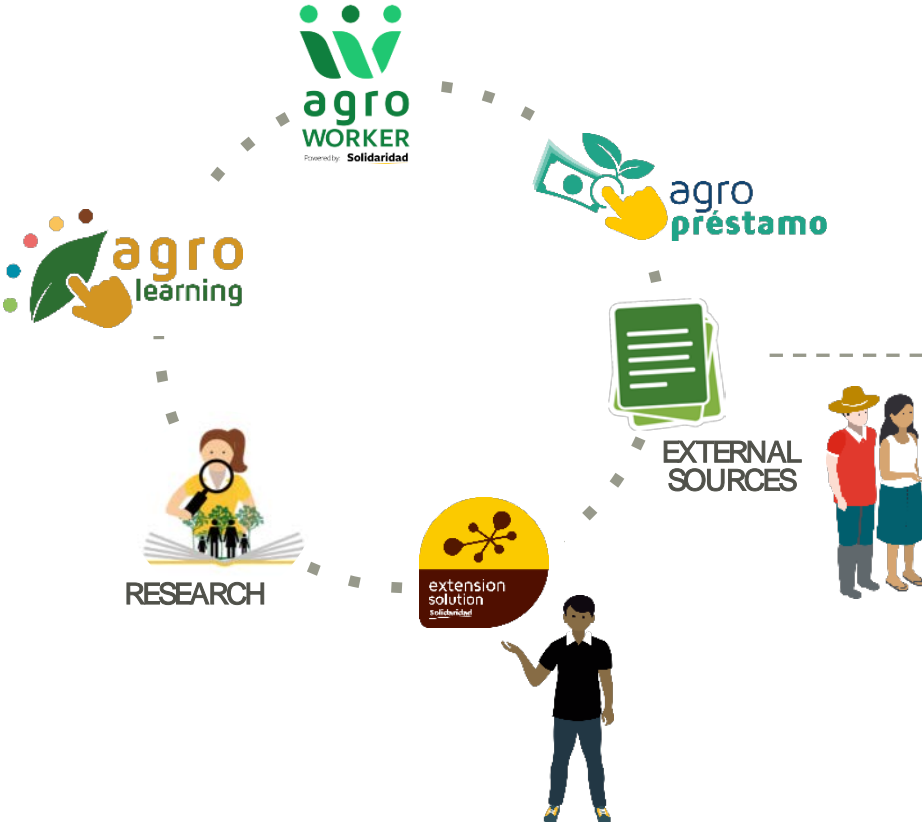 agro
WORKER
Powered by Solidaridad
agro
préstamo
agro
learning
EXTERNAL
SOURCES
RESEARCH
extension
solution
Solidaridad